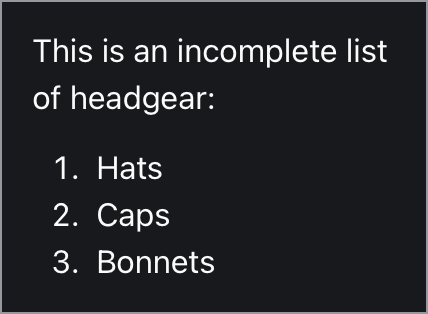 This is an incomplete list
of headgear:
1. Hats
2. Caps
3. Bonnets